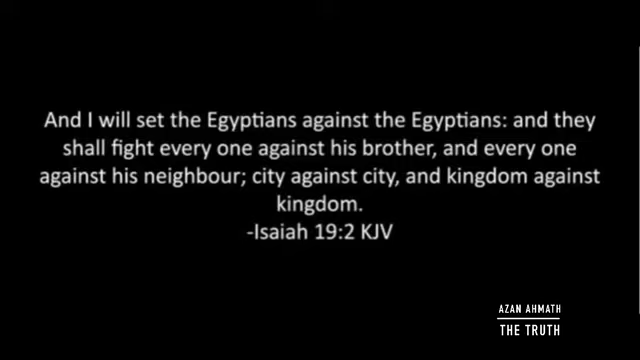 And I will set the Egyptians against the Egyptians: and they
shall fight every one against his brother, and every one
against his neighbour; city against city, and kingdom against
kingdom.
-Isaiah 19:2 KJV
AZAN AHMATH
THE TRUTH